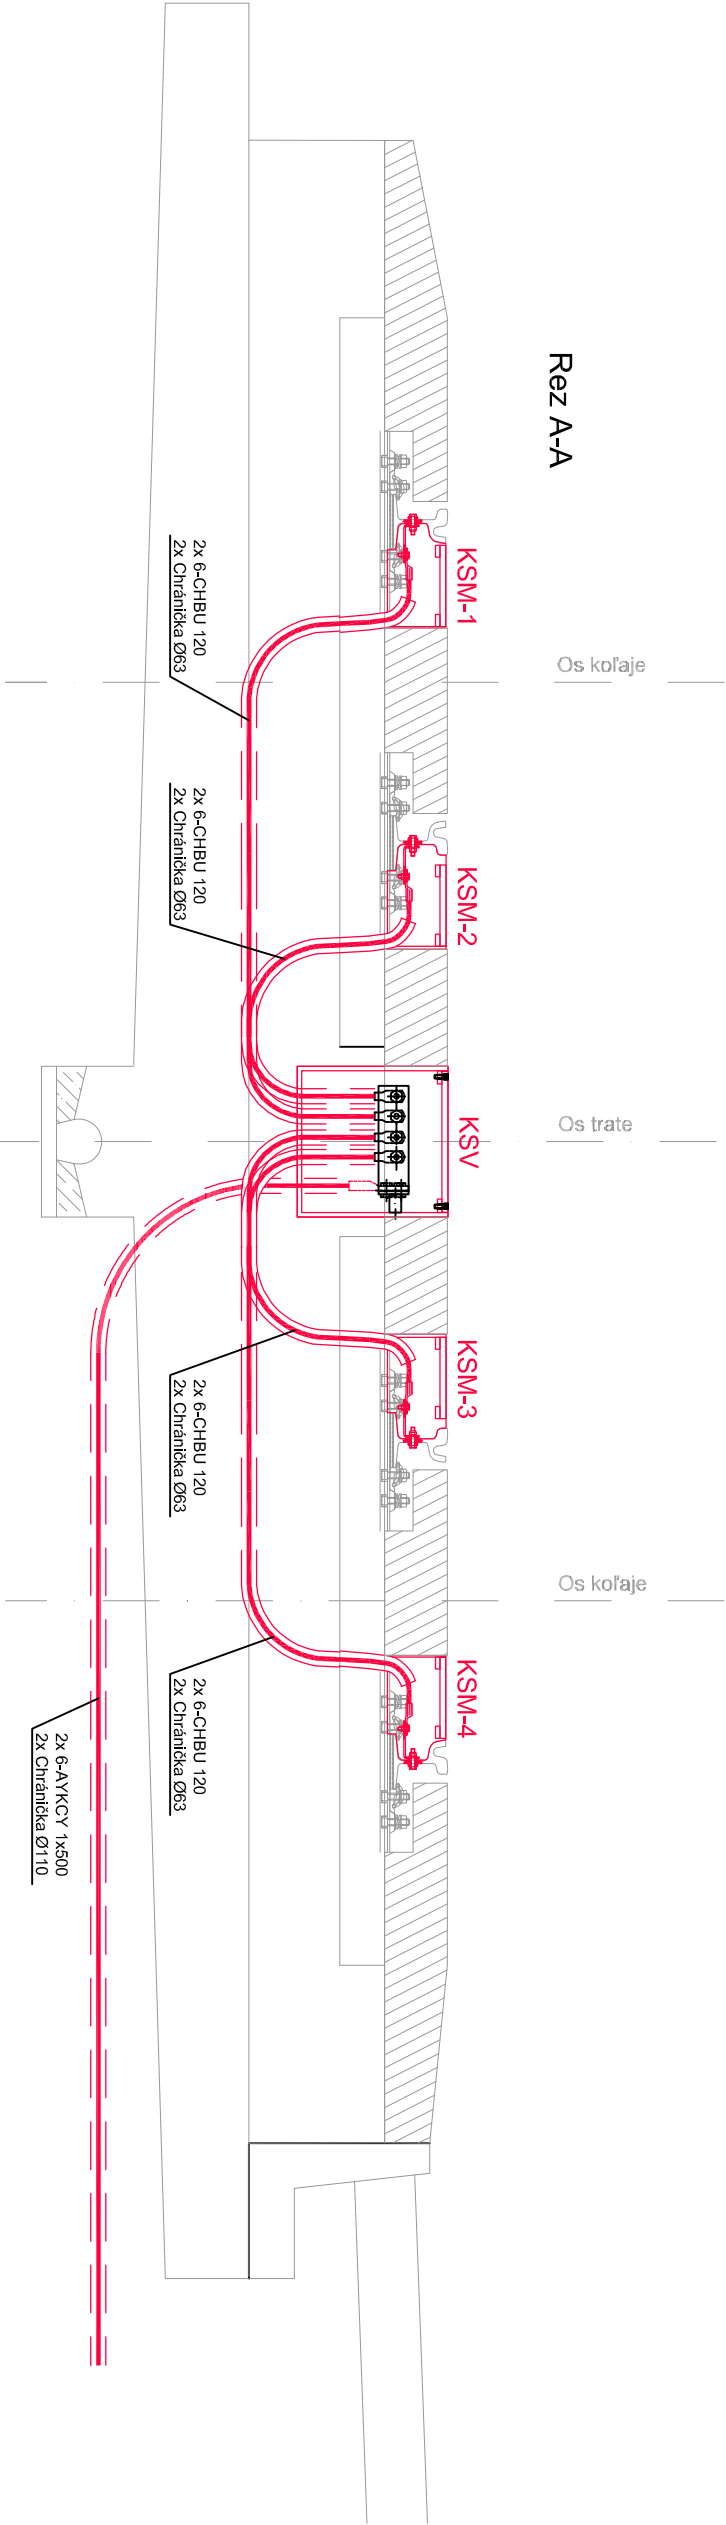 Rez A-A
Os koľaje
Os trate
Os koľaje
KSM-1
KSM-2
KSV
KSM-3
KSM-4
2x 6-CHBU 120
2x Chránička Ø63
2x 6-CHBU 120
2x Chránička Ø63
2x 6-CHBU 120
2x Chránička Ø63
2x 6-CHBU 120
2x Chránička Ø63
2x 6-AYKCY 1x500
2x Chránička Ø110